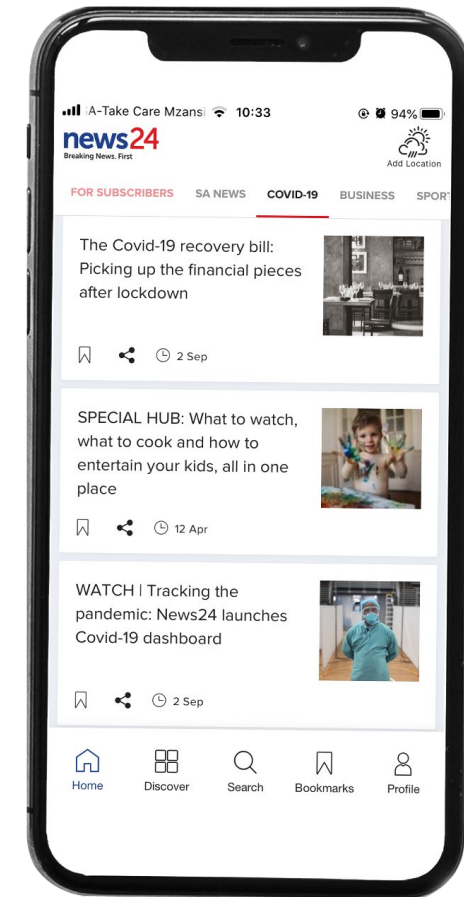 A-Take Care Mzansi 10:33 94%
news24
Breaking News. First
Add Location
FOR SUBSCRIBERS SA NEWS COVID-19 BUSINESS SPORT
The Covid-19 recovery bill:
Picking up the financial pieces
after lockdown
2 Sep
SPECIAL HUB: What to watch,
what to cook and how to
entertain your kids, all in one
place
12 Apr
WATCH | Tracking the
pandemic: News24 launches
Covid-19 dashboard
2 Sep
Home Discover Search Bookmarks Profile